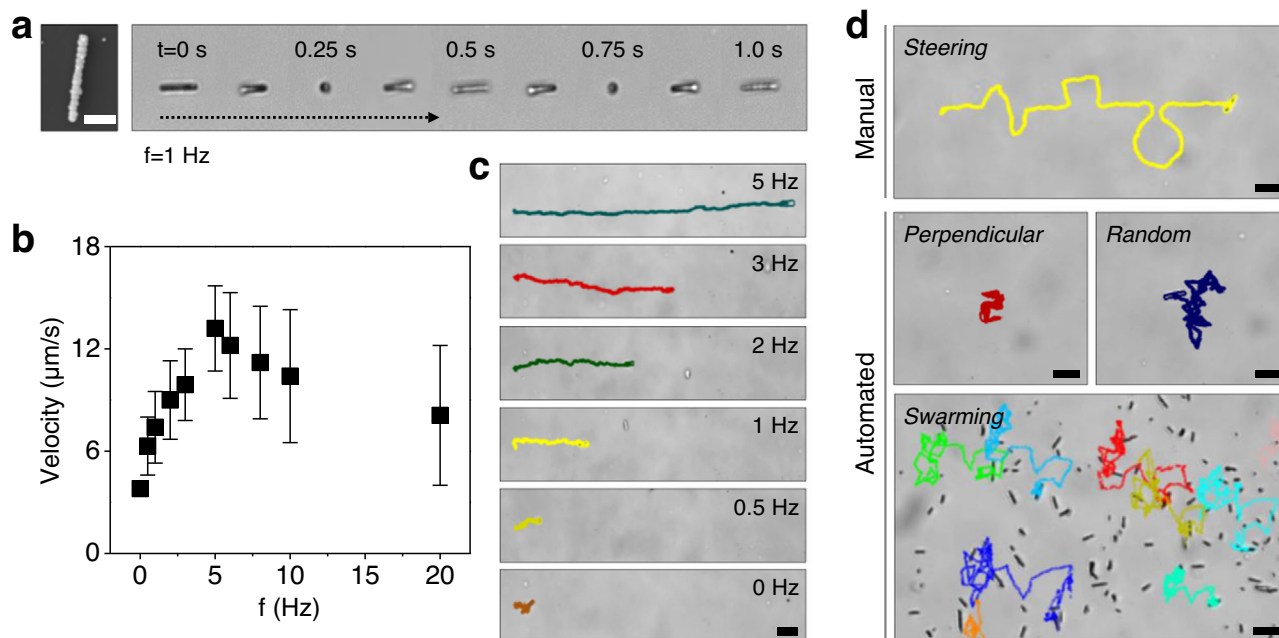 a
t=0 s
0.25 s
0.5 s
0.75 s
1.0 s
f=1 Hz
b
Velocity (µm/s)
18
12
6
0
0
5
10
15
20
f (Hz)
c
5 Hz
3 Hz
2 Hz
1 Hz
0.5 Hz
0 Hz
d
Manual
Steering
Automated
Perpendicular
Random
Swarming